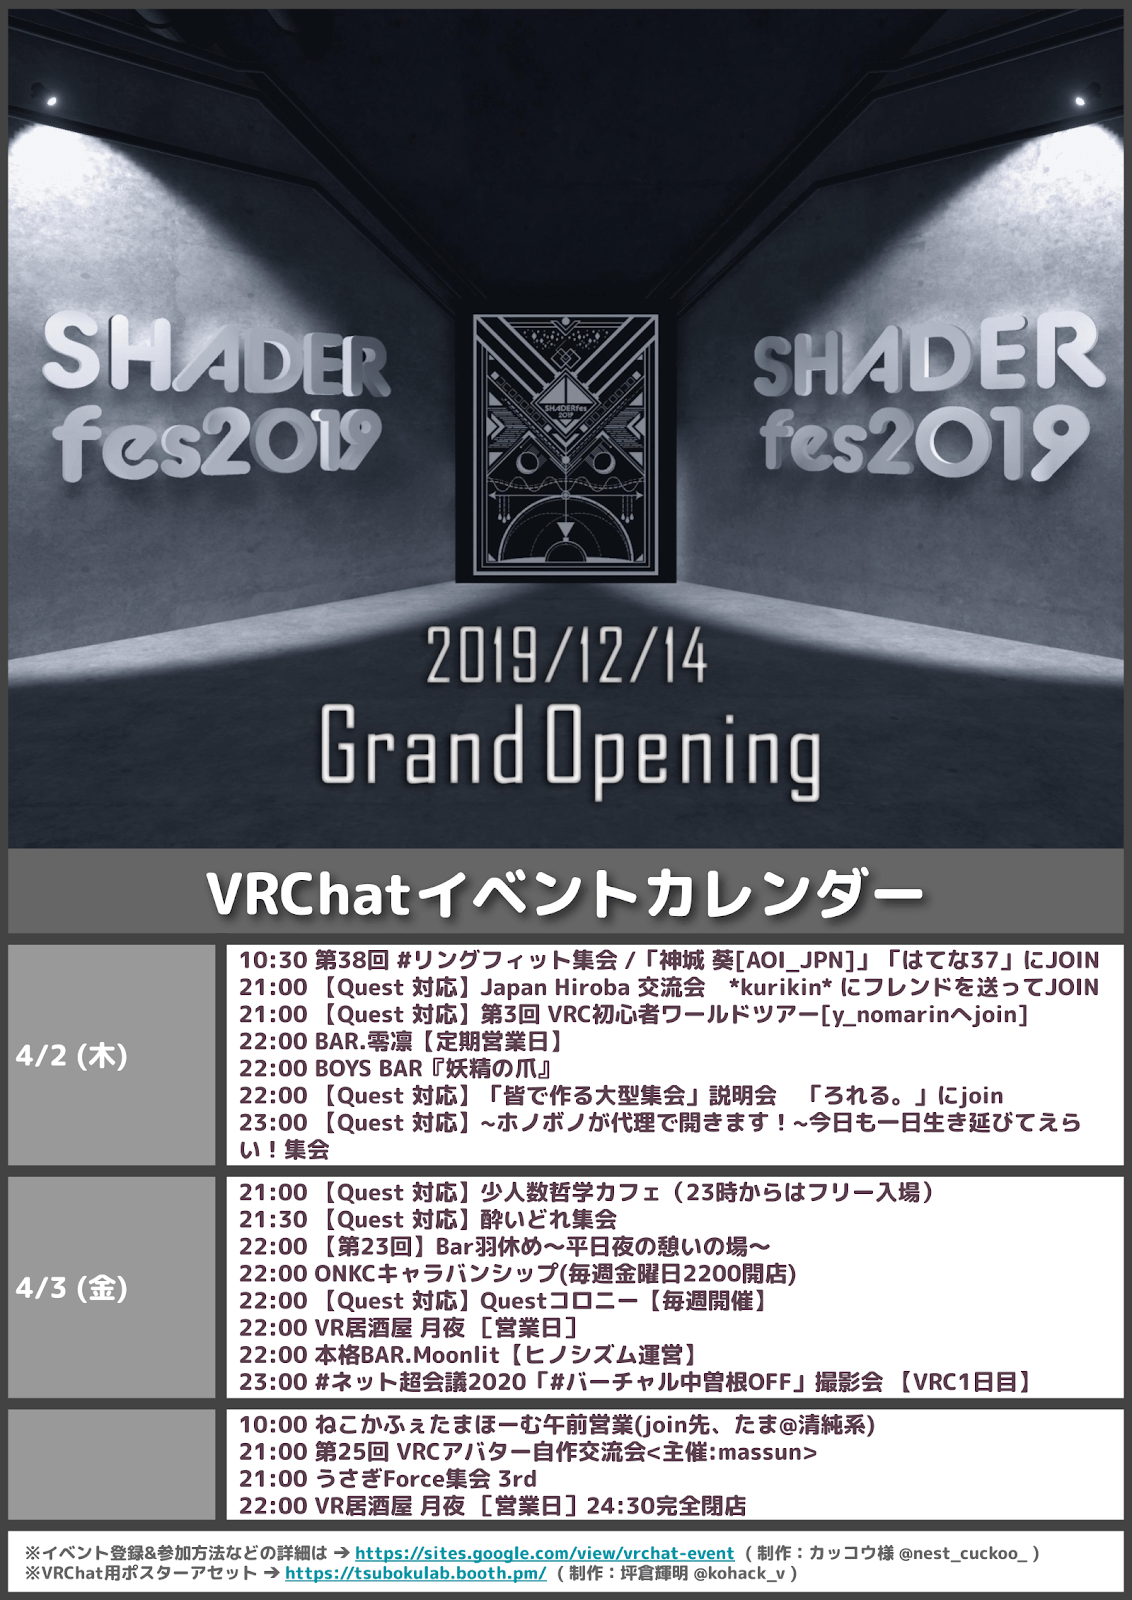 SHADER
fes2019
SHADER
fes2019
SHADERfes
2019
2019/12/14
Grand Opening
VRChatイベントカレンダー
4/2 (木)
10:30 第38回 #リングフィット集会 /「神城 葵[AOI_JPN]」「はてな37」にJOIN
21:00 【Quest 対応】Japan Hiroba 交流会　*kurikin* にフレンドを送ってJOIN
21:00 【Quest 対応】第3回 VRC初心者ワールドツアー[y_nomarinへjoin]
22:00 BAR.零凛【定期営業日】
22:00 BOYS BAR『妖精の爪』
22:00 【Quest 対応】「皆で作る大型集会」説明会　「ろれる。」にjoin
23:00 【Quest 対応】~ホノボノが代理で開きます！~今日も一日生き延びてえら
い！集会
4/3 (金)
21:00 【Quest 対応】少人数哲学カフェ（23時からはフリー入場）
21:30 【Quest 対応】酔いどれ集会
22:00 【第23回】Bar羽休め～平日夜の憩いの場～
22:00 ONKCキャラバンシップ(毎週金曜日2200開店)
22:00 【Quest 対応】Questコロニー【毎週開催】
22:00 VR居酒屋 月夜 ［営業日］
22:00 本格BAR.Moonlit【ヒノシズム運営】
23:00 #ネット超会議2020「#バーチャル中曽根OFF」撮影会 【VRC1日目】
10:00 ねこかふぇたまほーむ午前営業(join先、たま@清純系)
21:00 第25回 VRCアバター自作交流会<主催:massun>
21:00 うさぎForce集会 3rd
22:00 VR居酒屋 月夜 ［営業日］24:30完全閉店
※イベント登録&参加方法などの詳細は → https://sites.google.com/view/vrchat-event ( 制作：カッコウ様 @nest_cuckoo_ )
※VRChat用ポスターアセット → https://tsubokulab.booth.pm/ ( 制作：坪倉輝明 @kohack_v )